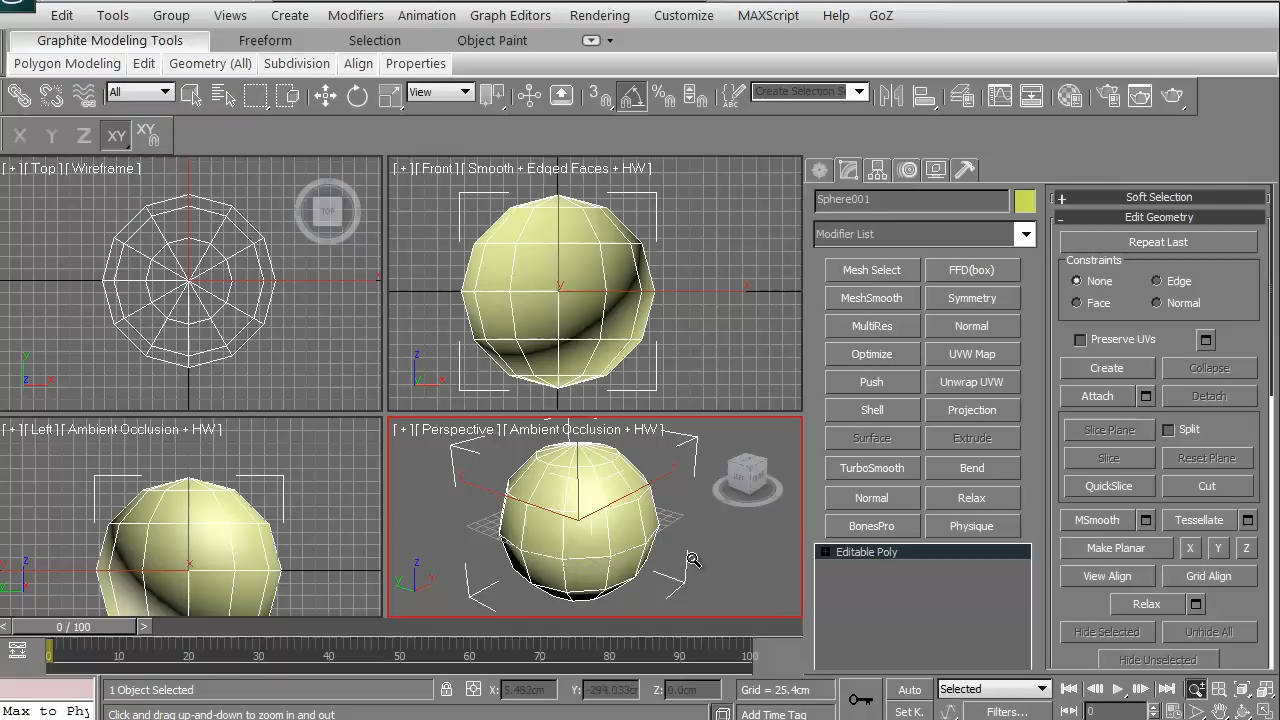 Edit Tools Group Views Create Modifiers Animation Graph Editors Rendering Customize MAXScript Help GoZ
Graphite Modeling Tools Freeform Selection Object Paint
Polygon Modeling Edit Geometry (All) Subdivision Align Properties
All View 3 Create Selection Se
X Y Z XY XY
[ + ][ Top ][ Wireframe ]
TOP
[ + ][ Front ][ Smooth + Edged Faces + HW ]
[ + ][ Left ][ Ambient Occlusion + HW ]
[ + ][ Perspective ][ Ambient Occlusion + HW ]
Sphere001
Modifier List
Mesh Select FFD(box)
MeshSmooth Symmetry
MultiRes Normal
Optimize UVW Map
Push Unwrap UVW
Shell Projection
Surface Extrude
TurboSmooth Bend
Normal Relax
BonesPro Physique
Editable Poly
+ Soft Selection
- Edit Geometry
Repeat Last
Constraints
None Edge
Face Normal
Preserve UVs
Create Collapse
Attach Detach
Slice Plane Split
Slice Reset Plane
QuickSlice Cut
MSmooth Tessellate
Make Planar X Y Z
View Align Grid Align
Relax
Hide Selected Unhide All
Hide Unselected
< 0 / 100 >
0 10 20 30 40 50 60 70 80 90 100
1 Object Selected X: 5.482cm Y: -294.033cm Z: 0.0cm Grid = 25.4cm Auto Selected
Max to Phy Click and drag up-and-down to zoom in and out Add Time Tag Set K. Filters... 0